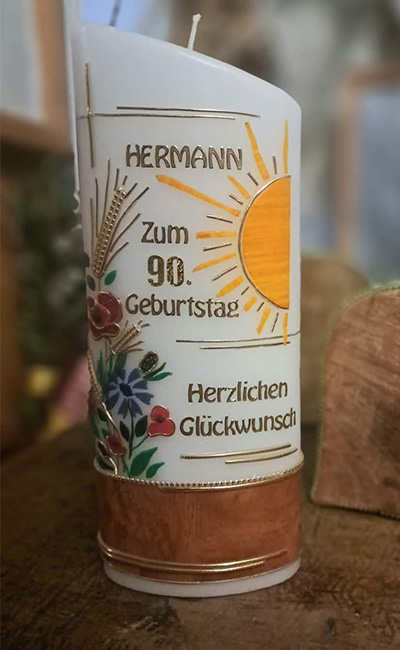 HERMANN
Zum
90.
Geburtstag
Herzlichen
Glückwunsch